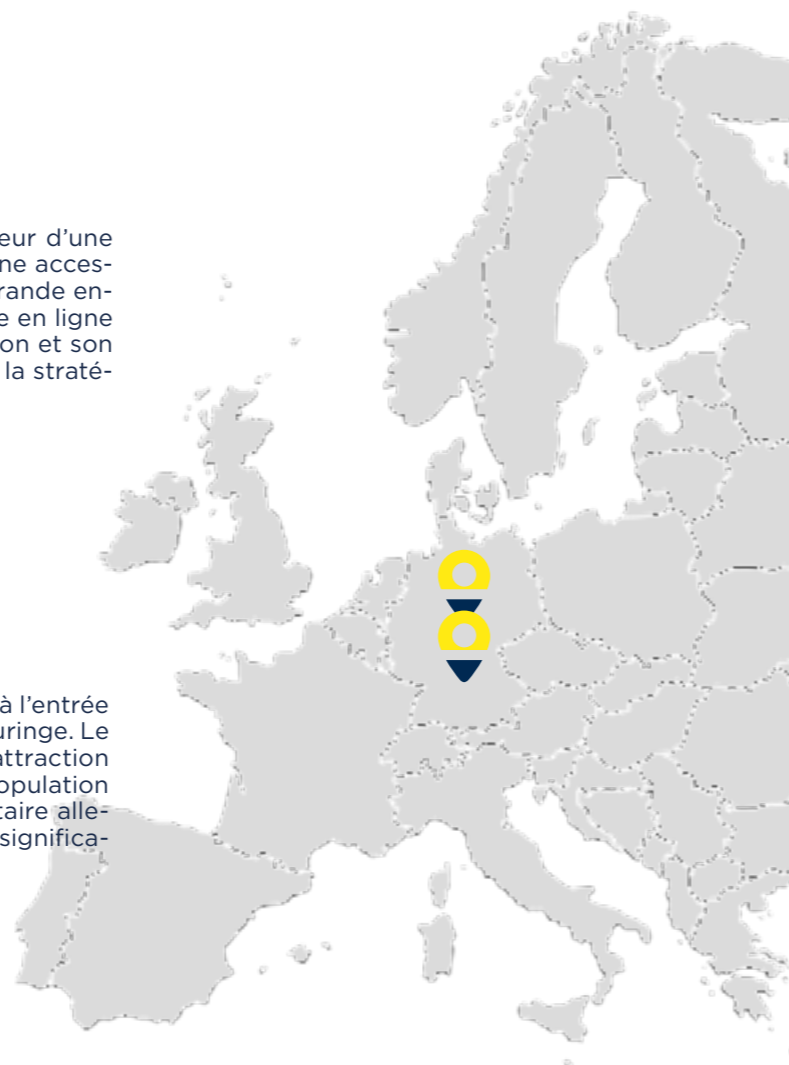 eur d’une
ne acces-
rande en-
e en ligne
on et son
la straté-
à l’entrée
uringe. Le
attraction
opulation
taire alle-
significa-